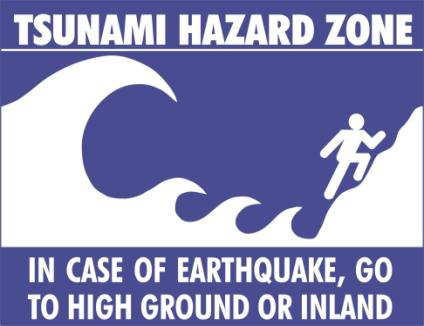 TSUNAMI HAZARD ZONE
IN CASE OF EARTHQUAKE, GO
TO HIGH GROUND OR INLAND